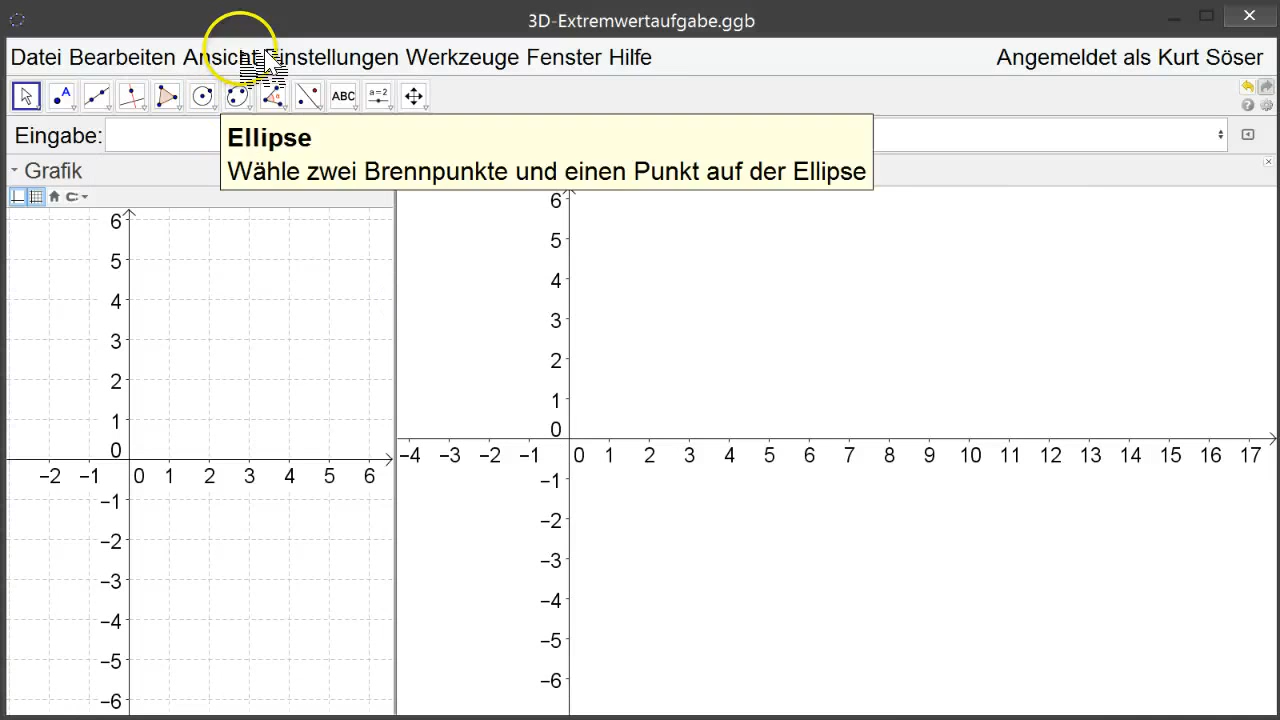 3D-Extremwertaufgabe.ggb
Datei Bearbeiten Ansicht Einstellungen Werkzeuge Fenster Hilfe
Angemeldet als Kurt Söser
A
ABC
a=2
Eingabe:
Ellipse
Wähle zwei Brennpunkte und einen Punkt auf der Ellipse
Grafik
6
5
4
3
2
1
0
−2 −1 0 1 2 3 4 5 6
−1
−2
−3
−4
−5
−6
6
5
4
3
2
1
0
−4 −3 −2 −1 0 1 2 3 4 5 6 7 8 9 10 11 12 13 14 15 16 17
−1
−2
−3
−4
−5
−6